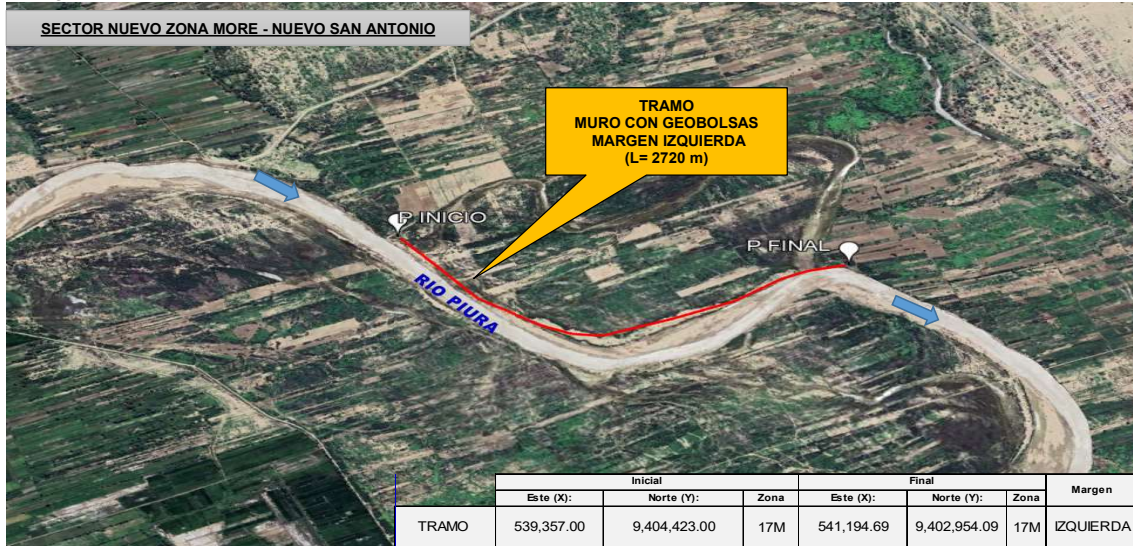 SECTOR NUEVO ZONA MORE - NUEVO SAN ANTONIO
TRAMO
MURO CON GEOBOLSAS
MARGEN IZQUIERDA
(L= 2720 m)
P INICIO
P FINAL
RIO PIURA
Inicial Final Margen
Este (X): Norte (Y): Zona Este (X): Norte (Y): Zona
TRAMO 539,357.00 9,404,423.00 17M 541,194.69 9,402,954.09 17M IZQUIERDA